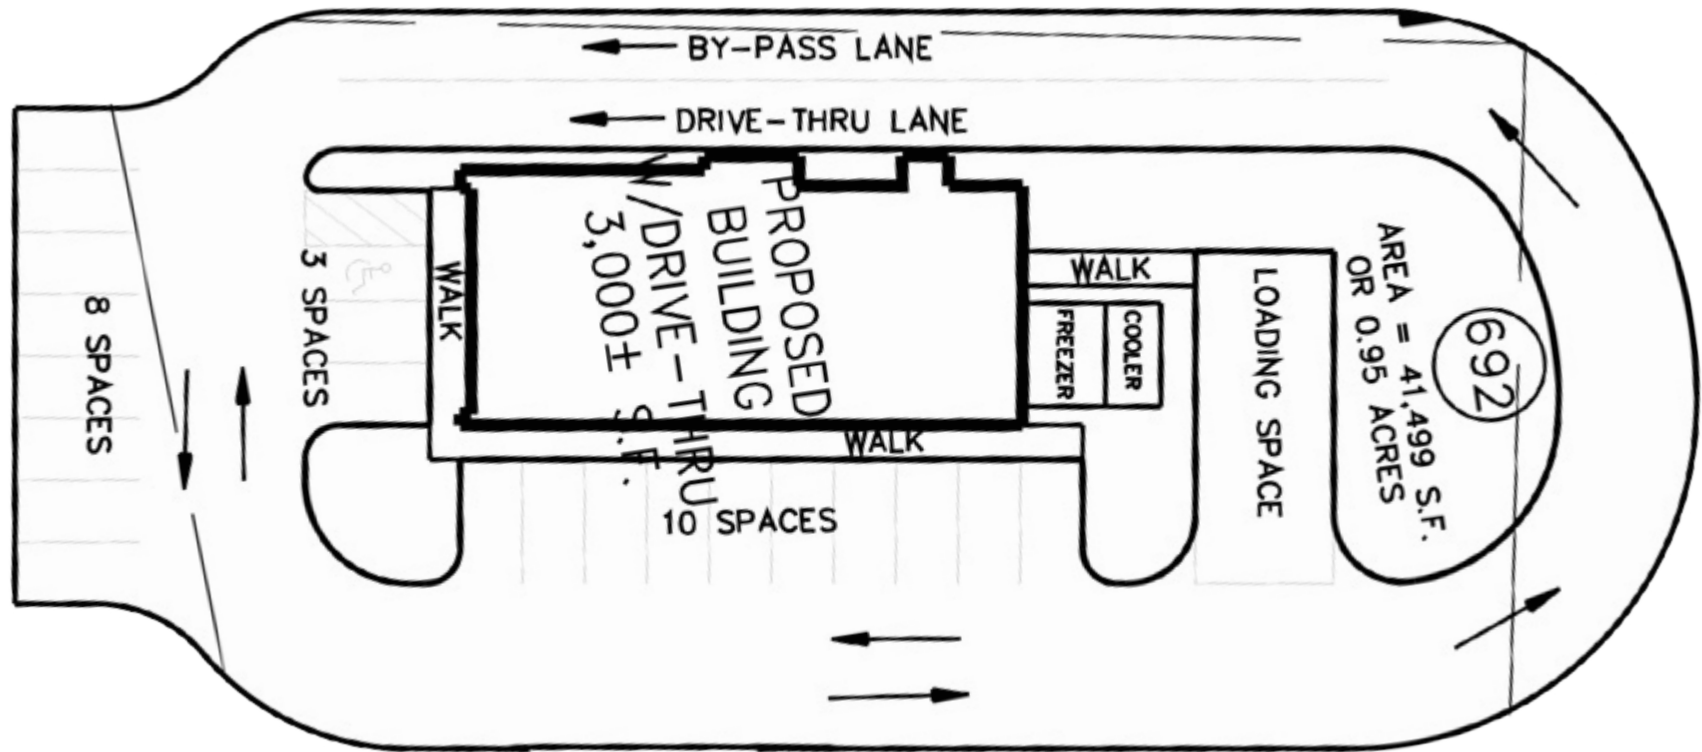 BY-PASS LANE
DRIVE-THRU LANE
PROPOSED
BUILDING
W/DRIVE-THRU
3,000± S.F.
WALK
3 SPACES
8 SPACES
WALK
FREEZER
COOLER
LOADING SPACE
AREA = 41,499 S.F.
OR 0.95 ACRES
692
WALK
10 SPACES